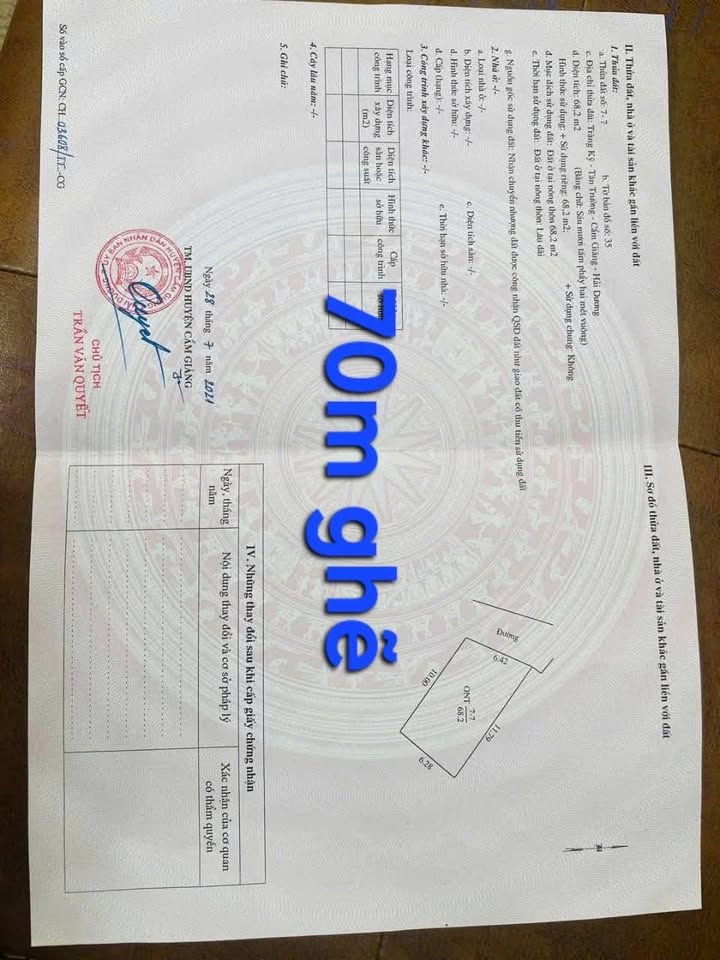 II. Thửa đất, nhà ở và tài sản khác gắn liền với đất
1. Thửa đất:
a. Thửa đất số: 7- 7 b. Tờ bản đồ số: 35
c. Địa chỉ thửa đất: Tràng Kỹ - Tân Trường - Cẩm Giàng - Hải Dương
d. Diện tích: 68,2 m2 (Bằng chữ: Sáu mươi tám phẩy hai mét vuông)
Hình thức sử dụng: + Sử dụng riêng: 68,2 m2; + Sử dụng chung: Không
đ. Mục đích sử dụng đất: Đất ở tại nông thôn 68,2 m2
e. Thời hạn sử dụng đất: Đất ở tại nông thôn: Lâu dài
g. Nguồn gốc sử dụng đất: Nhận chuyển nhượng đất được công nhận QSD đất như giao đất có thu tiền sử dụng đất
2. Nhà ở: -/-
a. Loại nhà ở: -/-
b. Diện tích xây dựng: -/- c. Diện tích sàn: -/-
d. Hình thức sở hữu: -/-
đ. Cấp (hạng): -/- e. Thời hạn sở hữu nhà: -/-
3. Công trình xây dựng khác: -/-
Loại công trình:
Hạng mục công trình
Diện tích xây dựng (m2)
Diện tích sàn hoặc công suất
Hình thức sở hữu
Cấp công trình
4. Cây lâu năm: -/-
5. Ghi chú:
Ngày 28 tháng 7 năm 2021
TM. UBND HUYỆN CẨM GIÀNG
CHỦ TỊCH
TRẦN VĂN QUYẾT
Số vào sổ cấp GCN: CH 03608/TT.-CG
III. Sơ đồ thửa đất, nhà ở và tài sản khác gắn liền với đất
Đường
6.42
10.00
ONT 7-7
68.2
6.28
IV. Những thay đổi sau khi cấp giấy chứng nhận
Ngày, tháng năm
Nội dung thay đổi và cơ sở pháp lý
Xác nhận của cơ quan có thẩm quyền
70m ghê